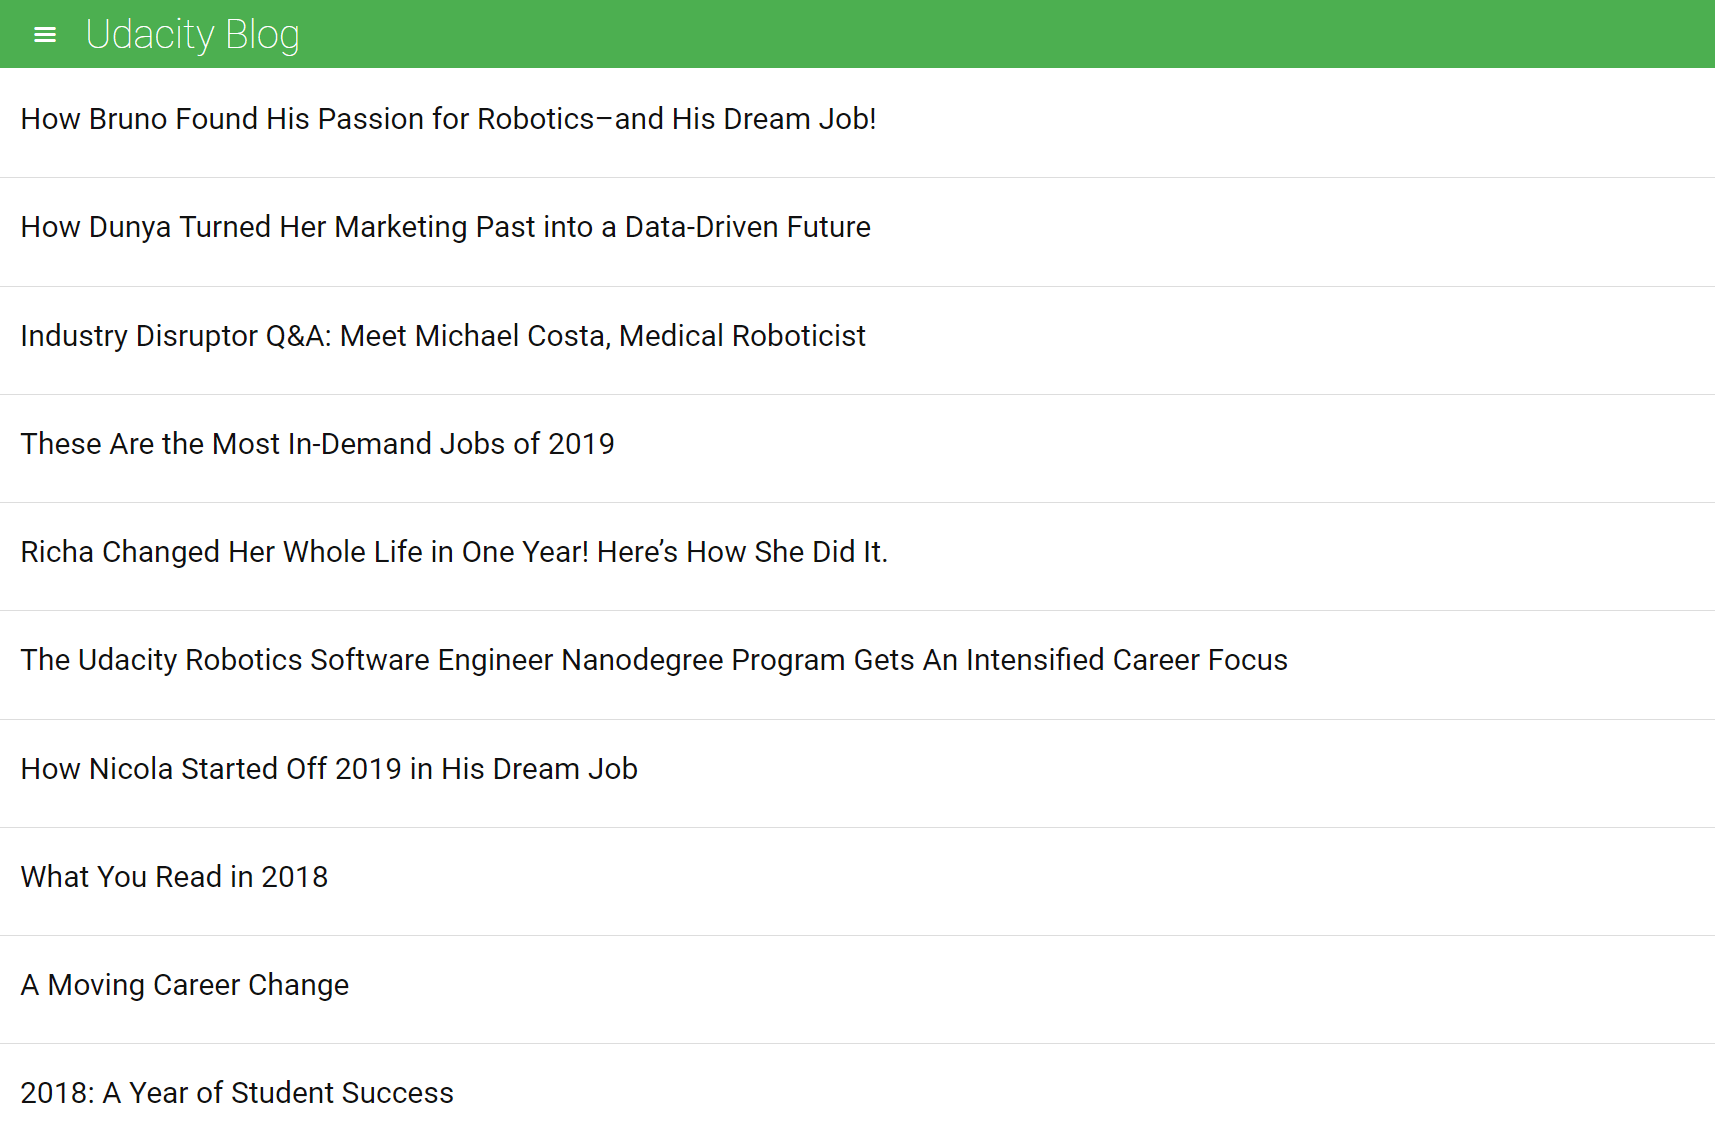 Udacity Blog
How Bruno Found His Passion for Robotics–and His Dream Job!
How Dunya Turned Her Marketing Past into a Data-Driven Future
Industry Disruptor Q&A: Meet Michael Costa, Medical Roboticist
These Are the Most In-Demand Jobs of 2019
Richa Changed Her Whole Life in One Year! Here’s How She Did It.
The Udacity Robotics Software Engineer Nanodegree Program Gets An Intensified Career Focus
How Nicola Started Off 2019 in His Dream Job
What You Read in 2018
A Moving Career Change
2018: A Year of Student Success